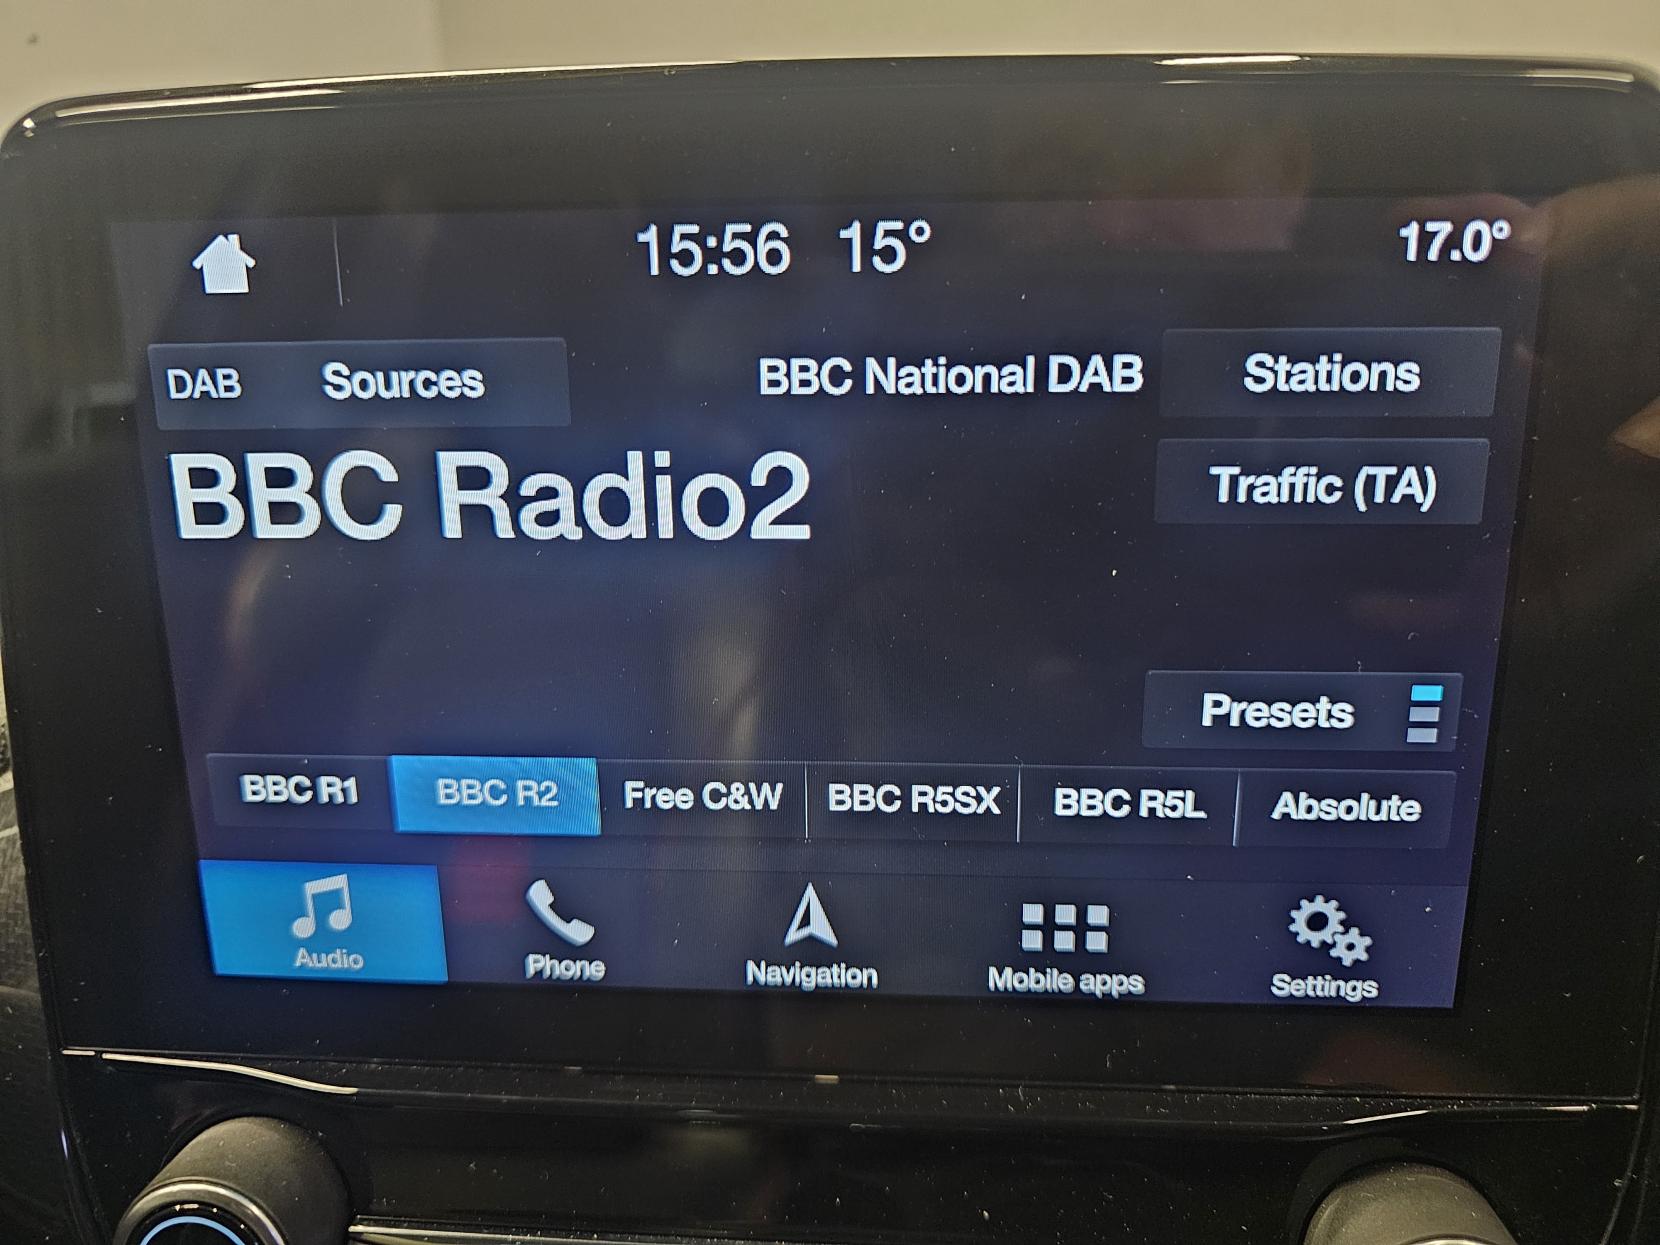 15:56 15° 17.0°
DAB Sources BBC National DAB Stations
BBC Radio2 Traffic (TA)
Presets
BBC R1 BBC R2 Free C&W BBC R5SX BBC R5L Absolute
Audio Phone Navigation Mobile apps Settings